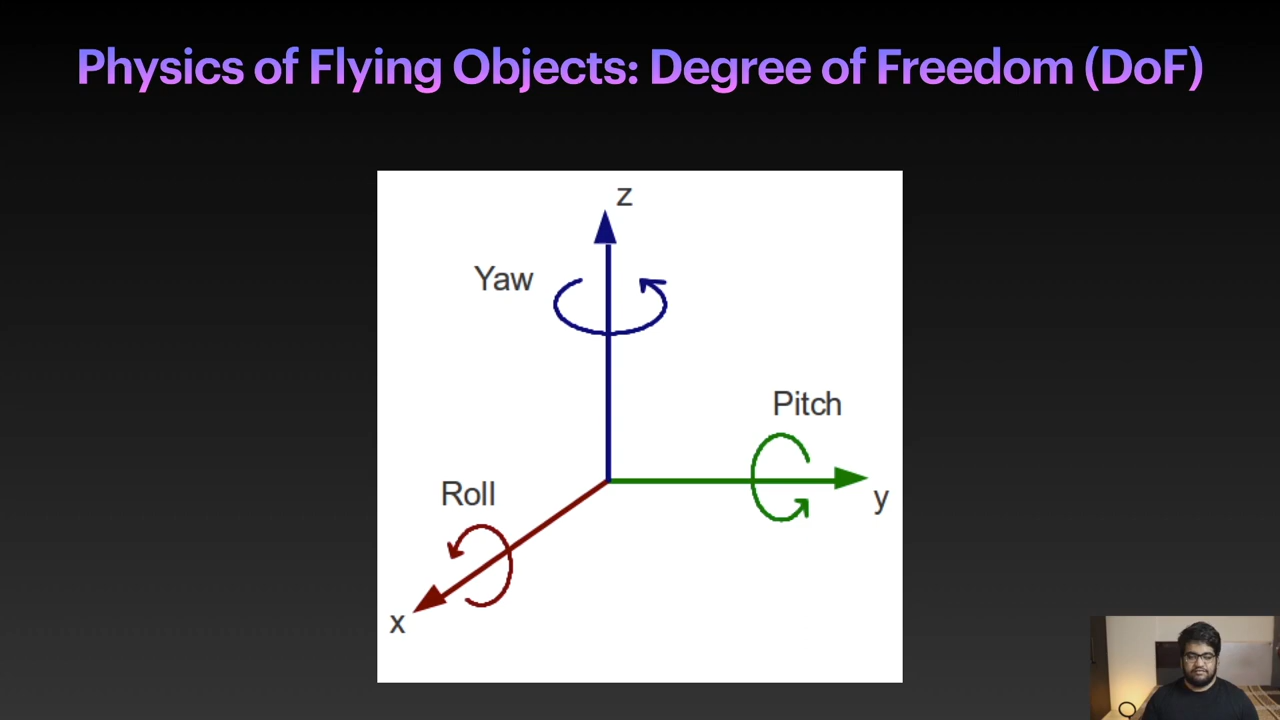 Physics of Flying Objects: Degree of Freedom (DoF)
z
Yaw
Pitch
y
Roll
x